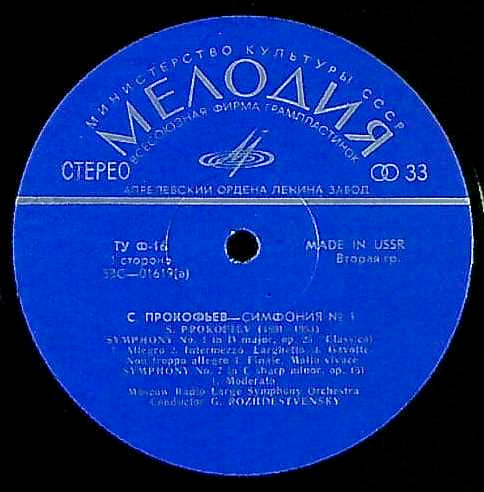 МИНИСТЕРСТВО КУЛЬТУРЫ СССР
МЕЛОДИЯ
ВСЕСОЮЗНАЯ ФИРМА ГРАМПЛАСТИНОК
СТЕРЕО
33
АПРЕЛЕВСКИЙ ОРДЕНА ЛЕНИНА ЗАВОД
ТУ Ф-16 MADE IN USSR
1 сторона Вторая гр.
33С—01619(а)
С. ПРОКОФЬЕВ—СИМФОНИЯ № 1
S. PROKOFIEV (1891—1953)
SYMPHONY No. 1 in D major, op. 25 "Classical"
Allegro 2. Intermezzo. Larghetto 3. Gavotte.
Non troppo allegro 4. Finale. Molto vivace
SYMPHONY No. 7 in C sharp minor, op. 131
1. Moderato
Moscow Radio Large Symphony Orchestra
Conductor G. ROZHDESTVENSKY